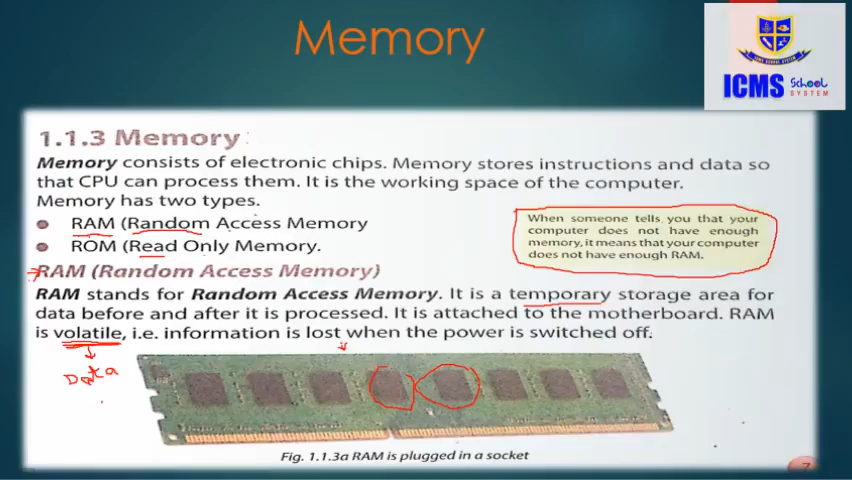 Memory
ICMS School
SYSTEM
1.1.3 Memory
Memory consists of electronic chips. Memory stores instructions and data so
that CPU can process them. It is the working space of the computer.
Memory has two types.
RAM (Random Access Memory
ROM (Read Only Memory.
When someone tells you that your
computer does not have enough
memory, it means that your computer
does not have enough RAM.
RAM (Random Access Memory)
RAM stands for Random Access Memory. It is a temporary storage area for
data before and after it is processed. It is attached to the motherboard. RAM
is volatile, i.e. information is lost when the power is switched off.
Data
Fig. 1.1.3a RAM is plugged in a socket
7